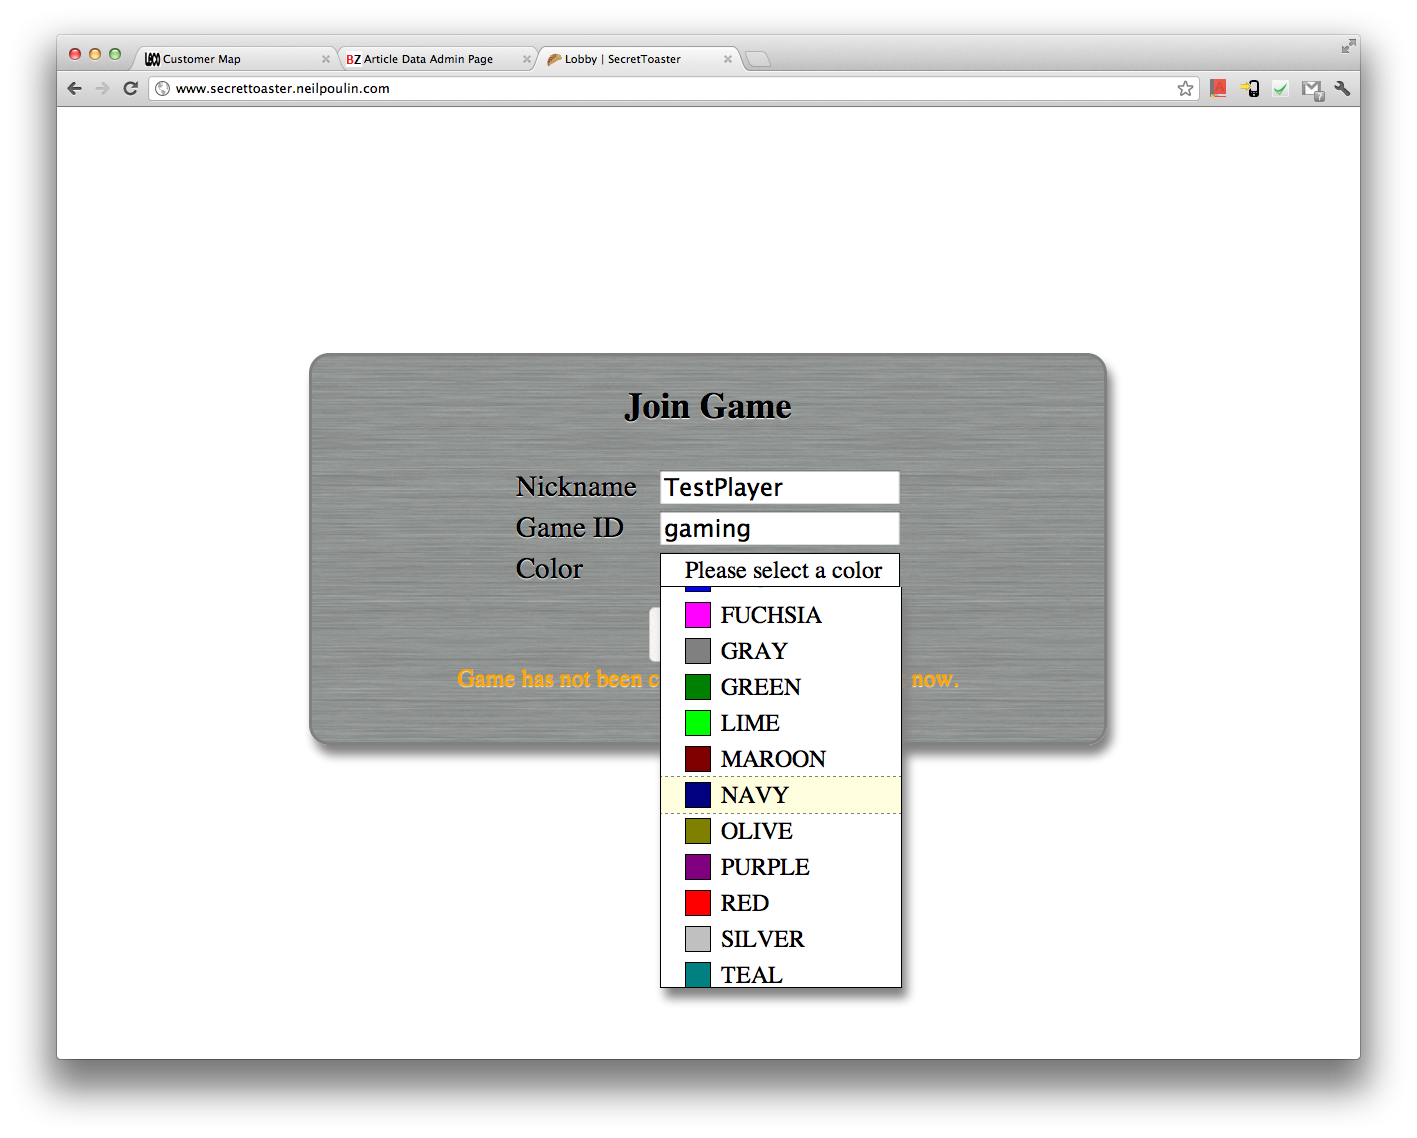 Customer Map
BZ Article Data Admin Page
Lobby | SecretToaster
www.secrettoaster.neilpoulin.com
Join Game
Nickname TestPlayer
Game ID gaming
Color Please select a color
FUCHSIA
GRAY
Game has not been c now.
GREEN
LIME
MAROON
NAVY
OLIVE
PURPLE
RED
SILVER
TEAL